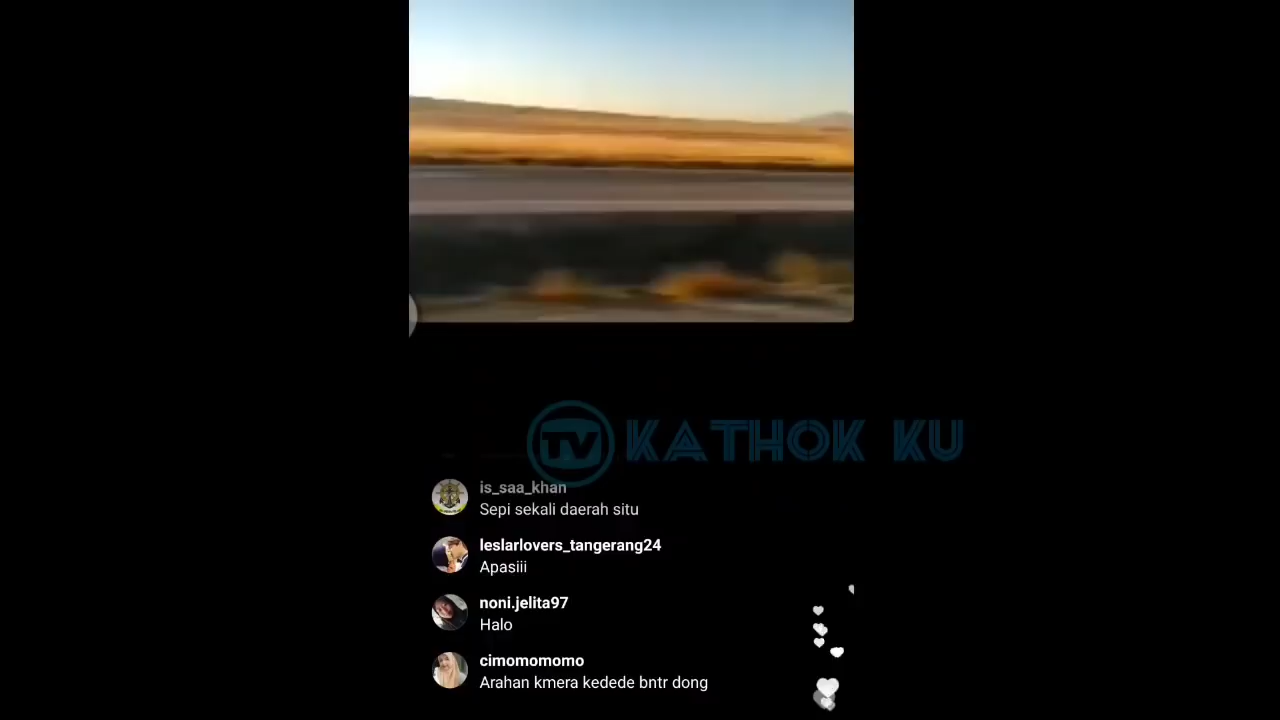 TV KATHOK KU
is_saa_khan
Sepi sekali daerah situ
leslarlovers_tangerang24
Apasiii
noni.jelita97
Halo
cimomomomo
Arahan kmera kedede bntr dong